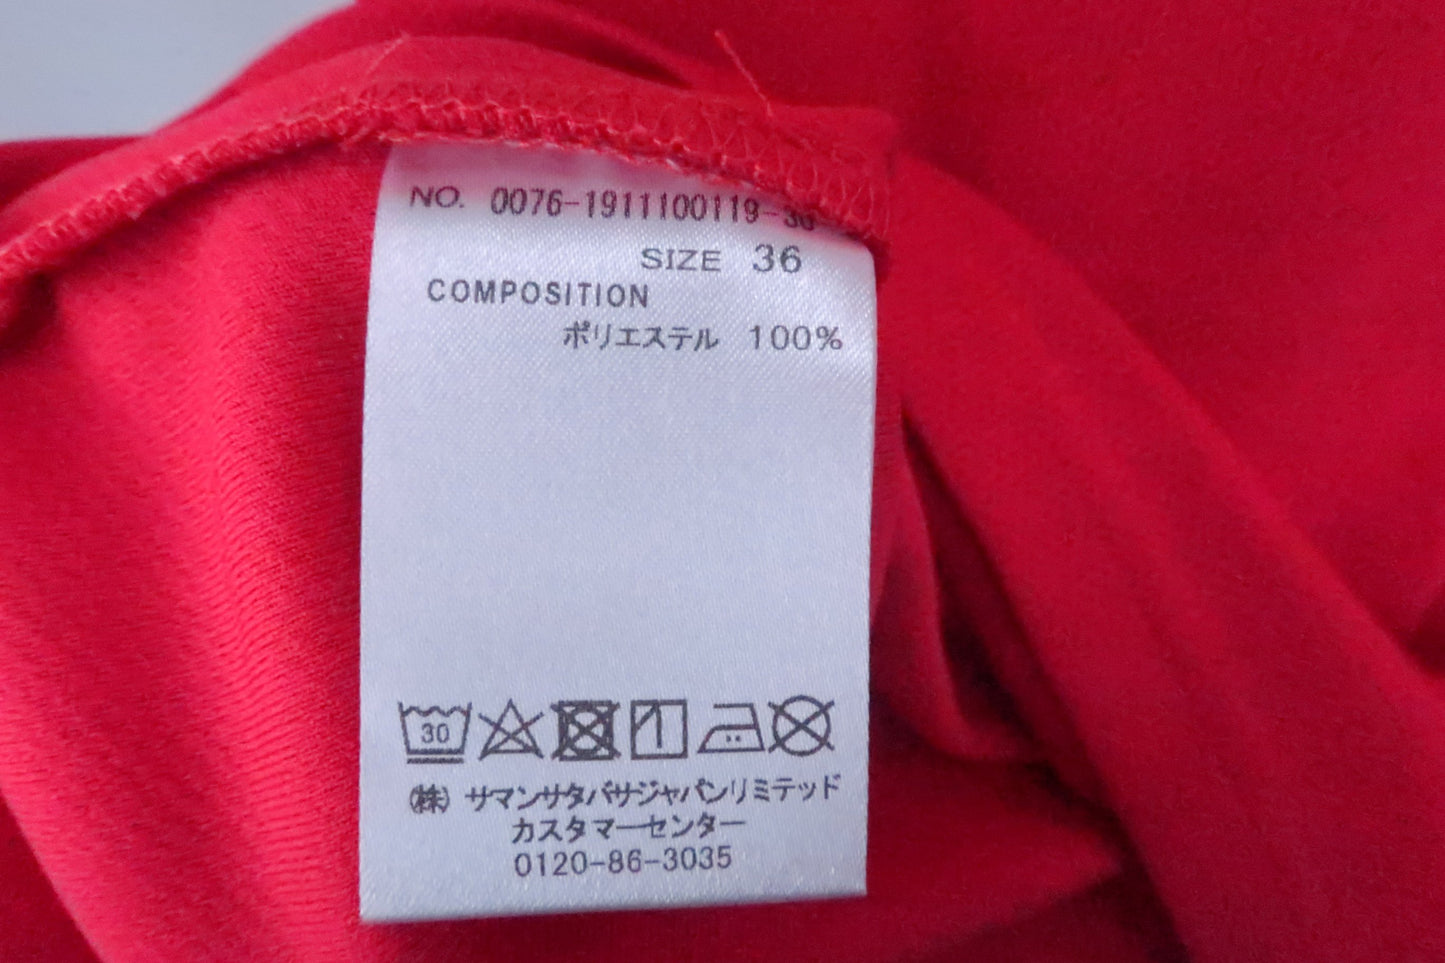 NO. 0076-1911100119-36
SIZE 36
COMPOSITION
ポリエステル 100%
30
(株) サマンサタバサジャパンリミテッド
カスタマーセンター
0120-86-3035